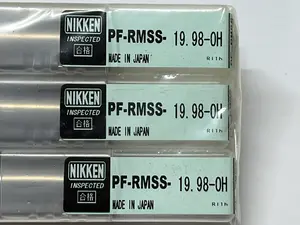 NIKKEN
INSPECTED
合格
PF-RMSS- 19.98-OH
MADE IN JAPAN
NIKKEN
INSPECTED
合格
PF-RMSS- 19.98-OH
MADE IN JAPAN
NIKKEN
INSPECTED
合格
PF-RMSS- 19.98-OH
MADE IN JAPAN